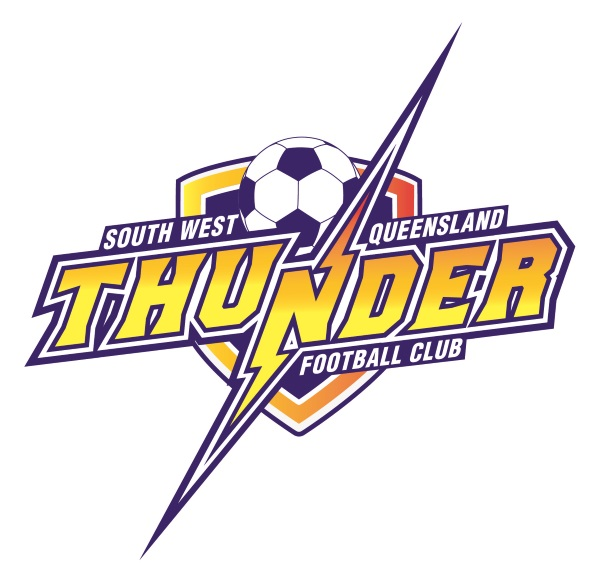 SOUTH WEST QUEENSLAND
THUNDER
FOOTBALL CLUB